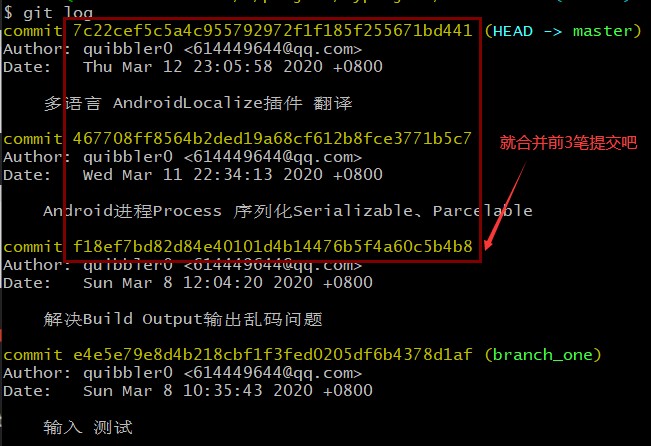 $ git log
commit 7c22cef5c5a4c955792972f1f185f255671bd441 (HEAD -> master)
Author: quibbler0 <614449644@qq.com>
Date:   Thu Mar 12 23:05:58 2020 +0800
多语言 AndroidLocalize插件 翻译
commit 467708ff8564b2ded19a68cf612b8fce3771b5c7
Author: quibbler0 <614449644@qq.com>
Date:   Wed Mar 11 22:34:13 2020 +0800
就合并前3笔提交吧
Android进程Process 序列化Serializable、Parcelable
commit f18ef7bd82d84e40101d4b14476b5f4a60c5b4b8
Author: quibbler0 <614449644@qq.com>
Date:   Sun Mar 8 12:04:20 2020 +0800
解决Build Output输出乱码问题
commit e4e5e79e8d4b218cbf1f3fed0205df6b4378d1af (branch_one)
Author: quibbler0 <614449644@qq.com>
Date:   Sun Mar 8 10:35:43 2020 +0800
输入 测试